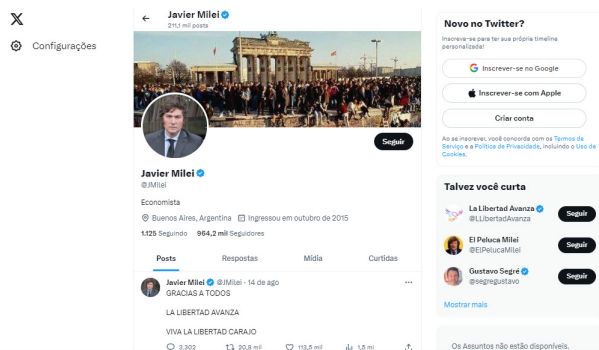 Configurações
Javier Milei
211,1 mil posts
Seguir
Javier Milei
@JMilei
Economista
Buenos Aires, Argentina Ingressou em outubro de 2015
1.125 Seguindo 964,2 mil Seguidores
Posts Respostas Mídia Curtidas
Javier Milei @JMilei · 14 de ago
GRACIAS A TODOS
LA LIBERTAD AVANZA
VIVA LA LIBERTAD CARAJO
3.302 20,8 mil 113,5 mil 1,5 mi
Novo no Twitter?
Inscreva-se para ter sua própria timeline
personalizada!
Inscrever-se no Google
Inscrever-se com Apple
Criar conta
Ao se inscrever, você concorda com os Termos de
Serviço e a Política de Privacidade, incluindo o Uso de
Cookies.
Talvez você curta
La Libertad Avanza
@LLibertadAvanza
Seguir
El Peluca Milei
@ElPelucaMilei
Seguir
Gustavo Segré
@segregustavo
Seguir
Mostrar mais
Os Assuntos não estão disponíveis.